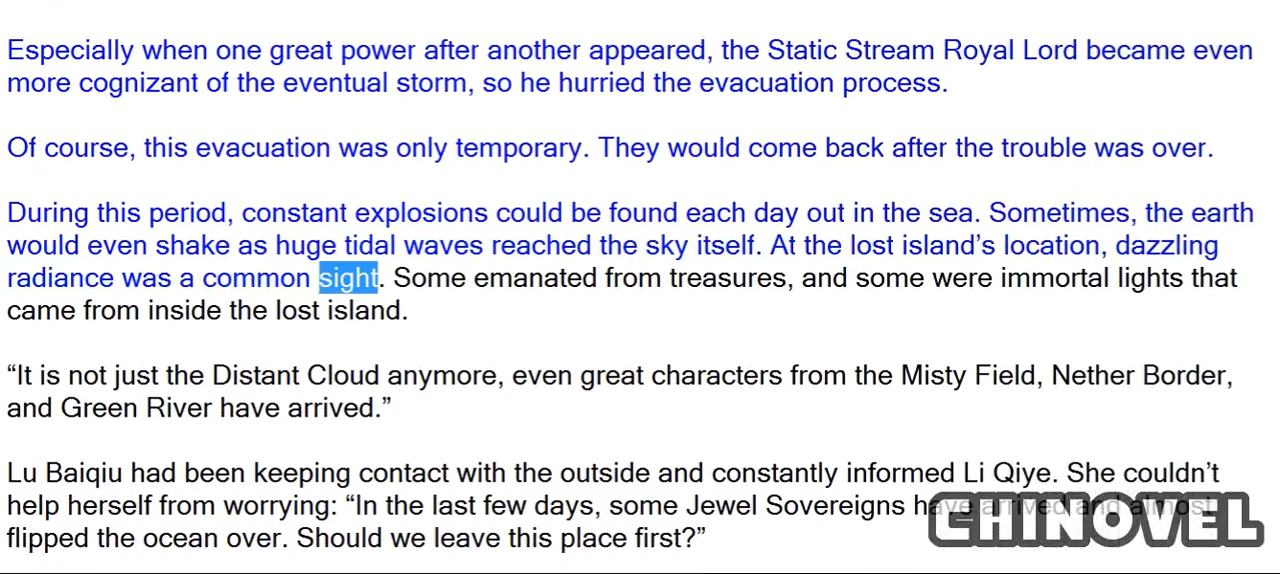 Especially when one great power after another appeared, the Static Stream Royal Lord became even
more cognizant of the eventual storm, so he hurried the evacuation process.
Of course, this evacuation was only temporary. They would come back after the trouble was over.
During this period, constant explosions could be found each day out in the sea. Sometimes, the earth
would even shake as huge tidal waves reached the sky itself. At the lost island’s location, dazzling
radiance was a common sight. Some emanated from treasures, and some were immortal lights that
came from inside the lost island.
“It is not just the Distant Cloud anymore, even great characters from the Misty Field, Nether Border,
and Green River have arrived.”
Lu Baiqiu had been keeping contact with the outside and constantly informed Li Qiye. She couldn’t
help herself from worrying: “In the last few days, some Jewel Sovereigns have arrived and almost
flipped the ocean over. Should we leave this place first?”
CHINOVEL